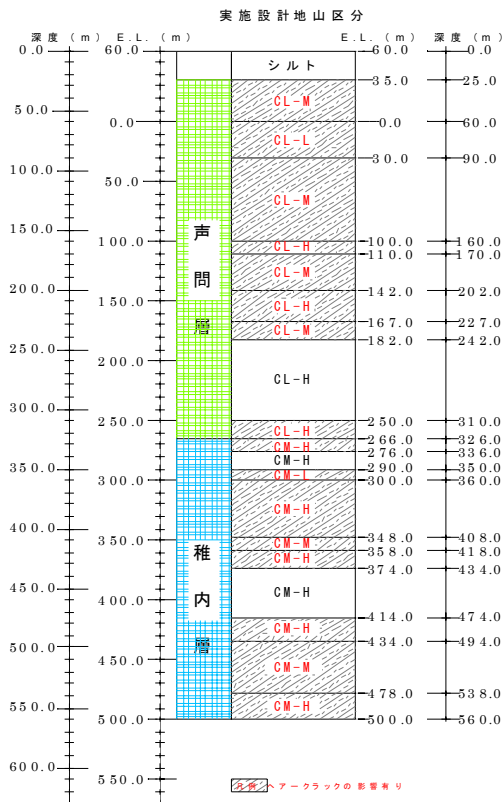 実施設計地山区分
深度（m） E.L.（m） E.L.（m） 深度（m）
0.0
50.0
100.0
150.0
200.0
250.0
300.0
350.0
400.0
450.0
500.0
550.0
600.0
60.0
0.0
50.0
100.0
150.0
200.0
250.0
300.0
350.0
400.0
450.0
500.0
550.0
声問層
稚内層
シルト
CL-M
CL-L
CL-M
CL-H
CL-M
CL-H
CL-M
CL-H
CL-H
CM-H
CM-H
CM-L
CM-H
CM-M
CM-H
CM-H
CM-H
CM-M
CM-H
60.0 0.0
35.0 25.0
0.0 60.0
30.0 90.0
100.0 160.0
110.0 170.0
142.0 202.0
167.0 227.0
182.0 242.0
250.0 310.0
266.0 326.0
276.0 336.0
290.0 350.0
300.0 360.0
348.0 408.0
358.0 418.0
374.0 434.0
414.0 474.0
434.0 494.0
478.0 538.0
500.0 560.0
凡例 ヘアークラックの影響有り